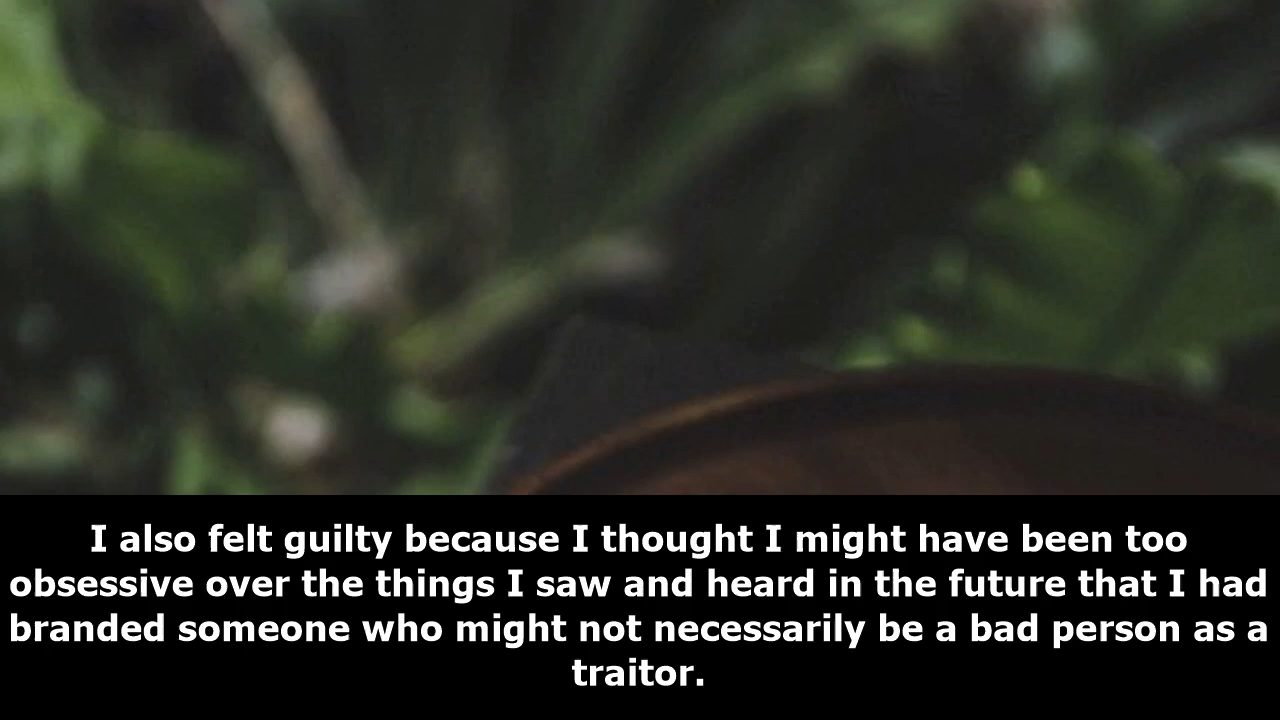 I also felt guilty because I thought I might have been too
obsessive over the things I saw and heard in the future that I had
branded someone who might not necessarily be a bad person as a
traitor.